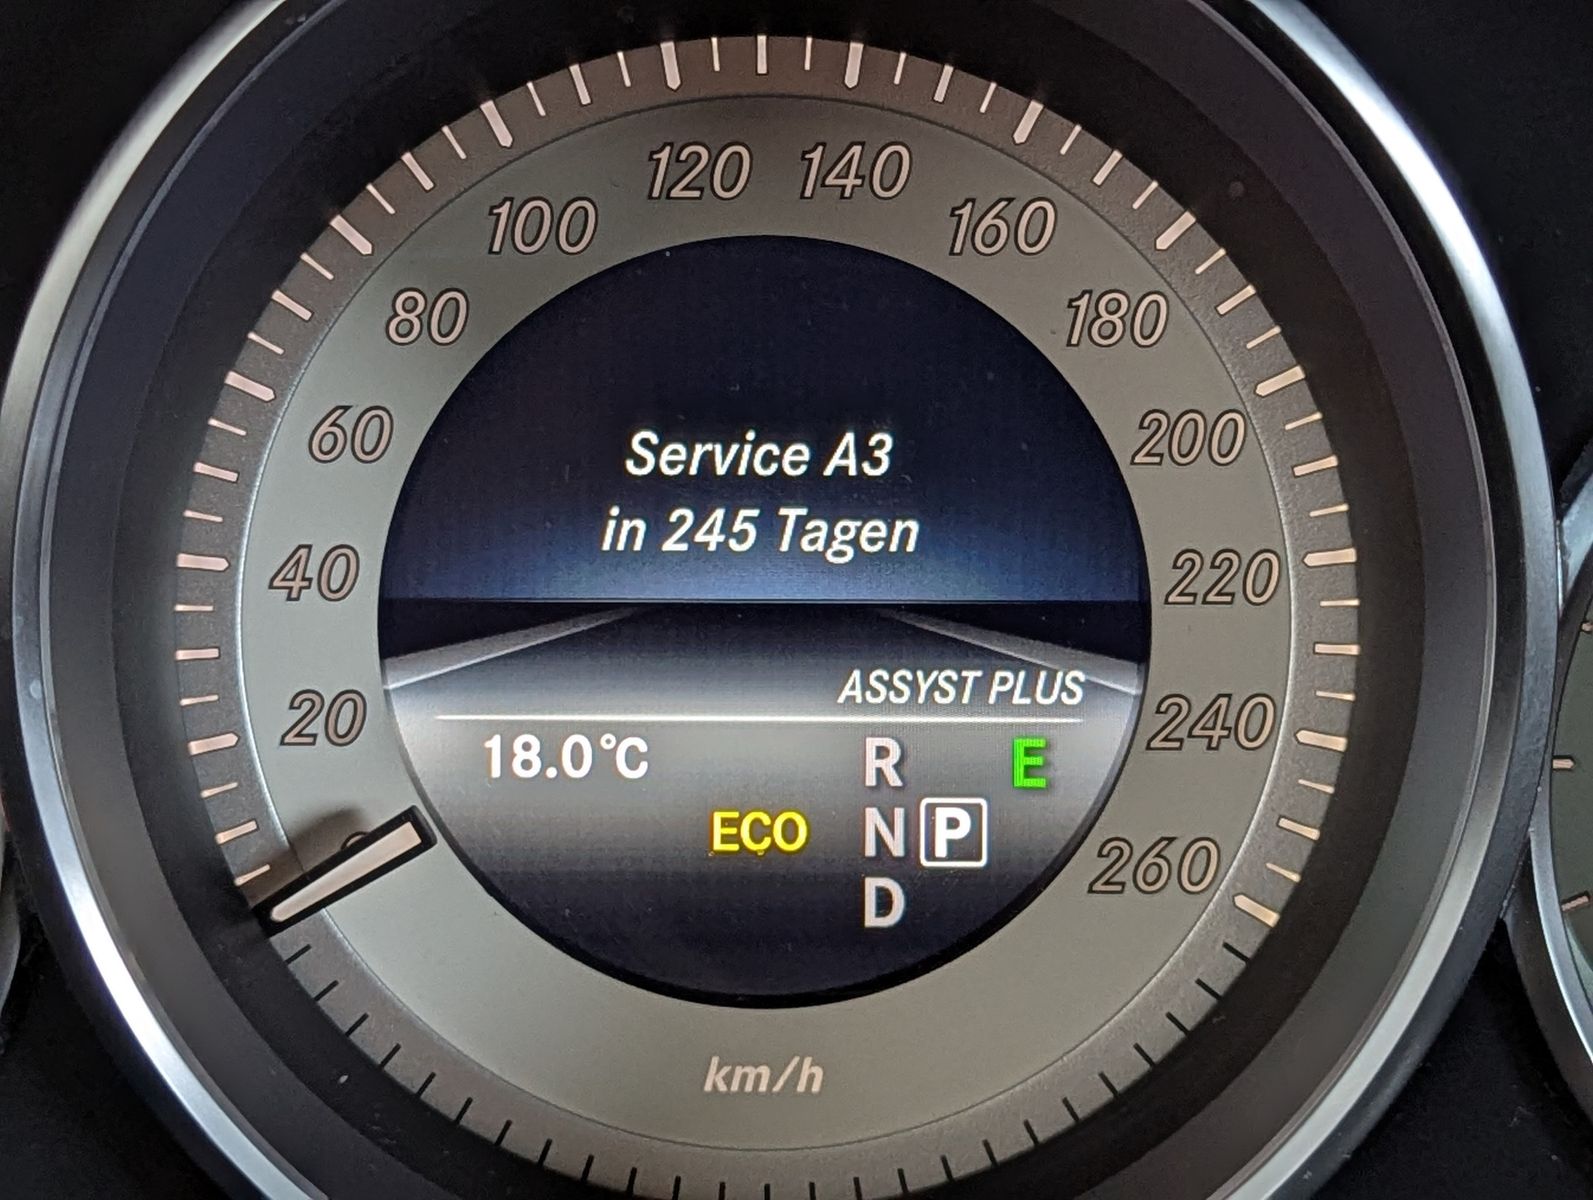 120 140
100 160
80 180
60 200
40 220
20 240
260
Service A3
in 245 Tagen
ASSYST PLUS
18.0°C R E
ECO N P
D
km/h